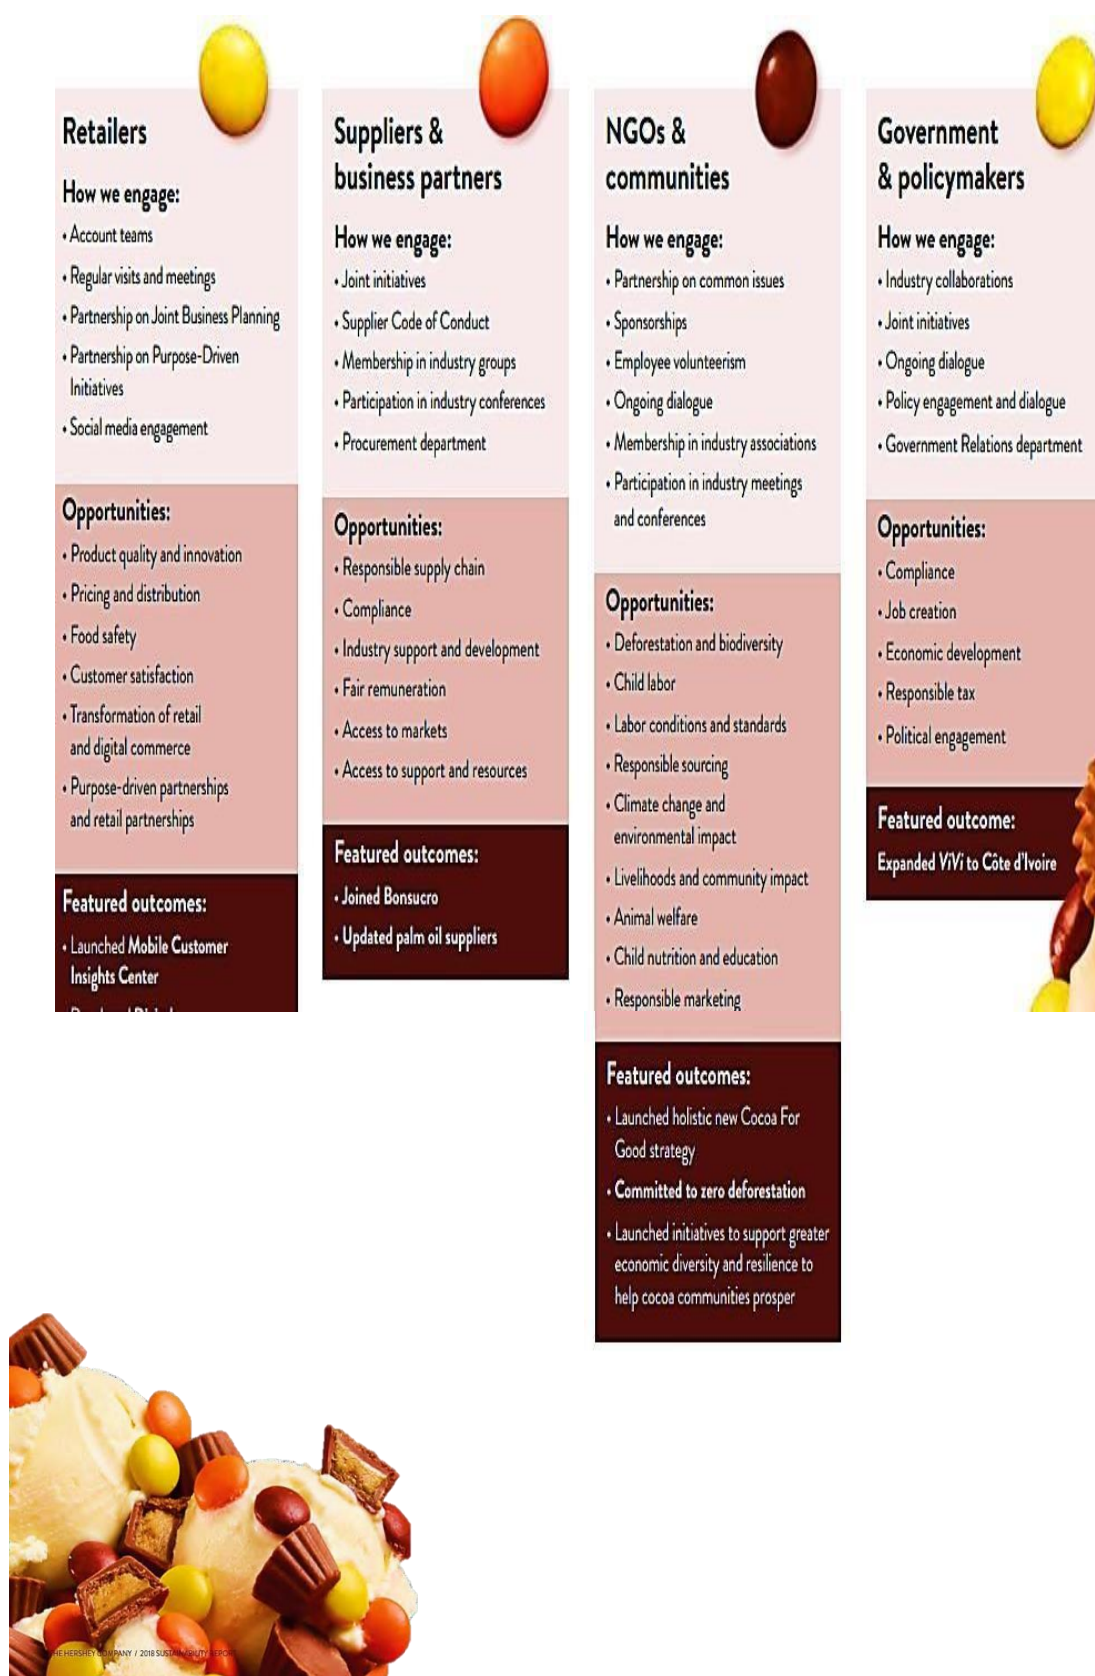 Retailers
How we engage:
• Account teams
• Regular visits and meetings
• Partnership on Joint Business Planning
• Partnership on Purpose-Driven
Initiatives
• Social media engagement
Opportunities:
• Product quality and innovation
• Pricing and distribution
• Food safety
• Customer satisfaction
• Transformation of retail
and digital commerce
• Purpose-driven partnerships
and retail partnerships
Featured outcomes:
• Launched Mobile Customer
Insights Center
Suppliers &
business partners
How we engage:
• Joint initiatives
• Supplier Code of Conduct
• Membership in industry groups
• Participation in industry conferences
• Procurement department
Opportunities:
• Responsible supply chain
• Compliance
• Industry support and development
• Fair remuneration
• Access to markets
• Access to support and resources
Featured outcomes:
• Joined Bonsucro
• Updated palm oil suppliers
NGOs &
communities
How we engage:
• Partnership on common issues
• Sponsorships
• Employee volunteerism
• Ongoing dialogue
• Membership in industry associations
• Participation in industry meetings
and conferences
Opportunities:
• Deforestation and biodiversity
• Child labor
• Labor conditions and standards
• Responsible sourcing
• Climate change and
environmental impact
• Livelihoods and community impact
• Animal welfare
• Child nutrition and education
• Responsible marketing
Featured outcomes:
• Launched holistic new Cocoa For
Good strategy
• Committed to zero deforestation
• Launched initiatives to support greater
economic diversity and resilience to
help cocoa communities prosper
Government
& policymakers
How we engage:
• Industry collaborations
• Joint initiatives
• Ongoing dialogue
• Policy engagement and dialogue
• Government Relations department
Opportunities:
• Compliance
• Job creation
• Economic development
• Responsible tax
• Political engagement
Featured outcome:
Expanded ViVi to Côte d'Ivoire
THE HERSHEY COMPANY / 2018 SUSTAINABILITY REPORT